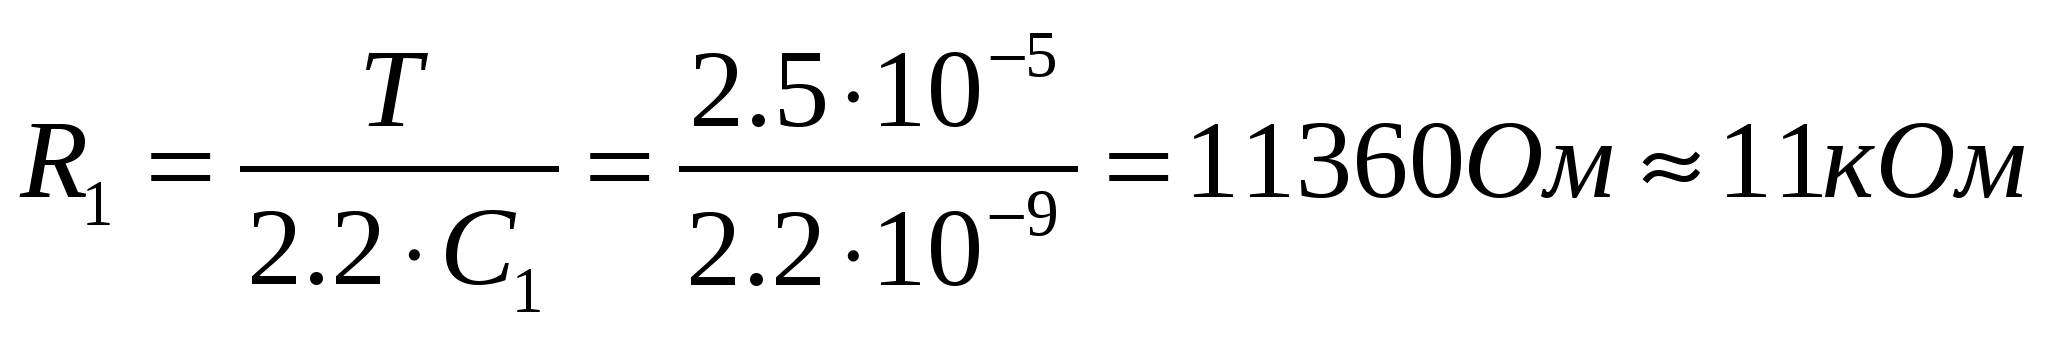 R₁ = T / (2.2 · C₁) = 2.5 · 10⁻⁵ / (2.2 · 10⁻⁹) = 11360Ом ≈ 11кОм